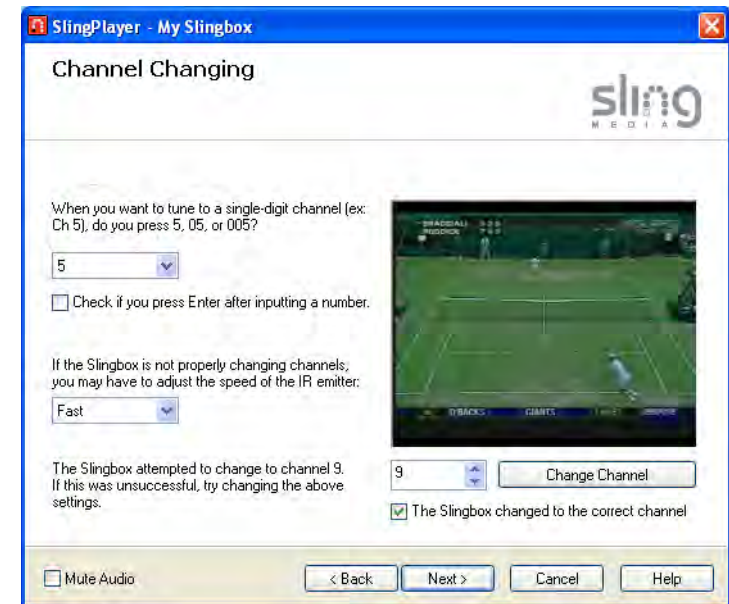 SlingPlayer - My Slingbox
Channel Changing
sling
MEDIA
When you want to tune to a single-digit channel (ex:
Ch 5), do you press 5, 05, or 005?
5
Check if you press Enter after inputting a number.
If the Slingbox is not properly changing channels,
you may have to adjust the speed of the IR emitter:
Fast
The Slingbox attempted to change to channel 9.
If this was unsuccessful, try changing the above
settings.
D'BACKS GIANTS
9
Change Channel
The Slingbox changed to the correct channel
Mute Audio
< Back
Next >
Cancel
Help